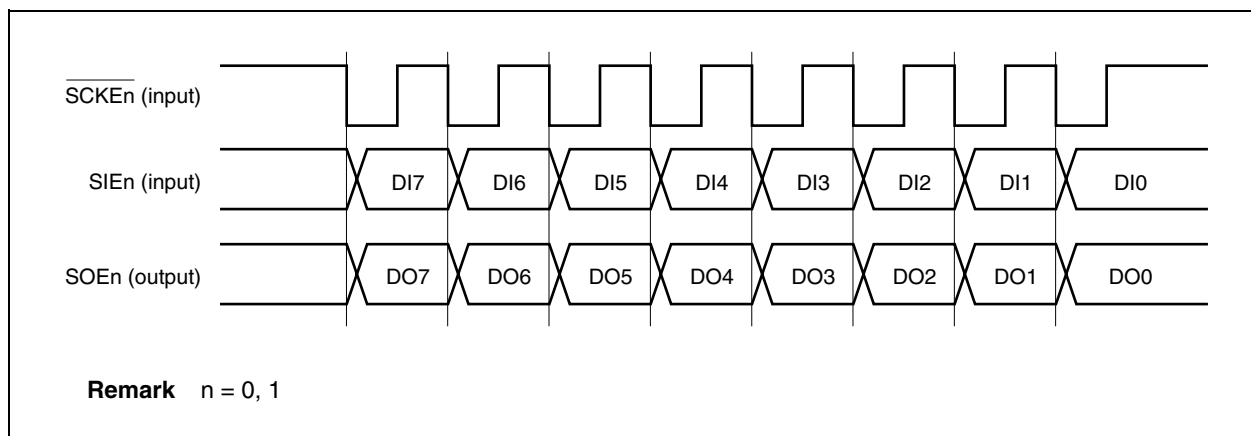 SCKEn (input)
SIEn (input) DI7 DI6 DI5 DI4 DI3 DI2 DI1 DI0
SOEn (output) DO7 DO6 DO5 DO4 DO3 DO2 DO1 DO0
Remark n = 0, 1